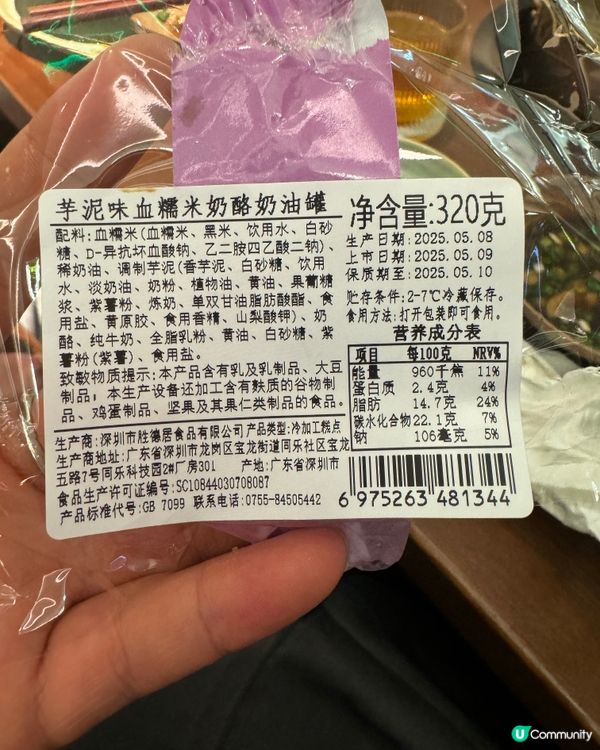 芋泥味血糯米奶酪奶油罐
配料:血糯米(血糯米、黑米、饮用水、白砂
糖、D-异抗坏血酸钠、乙二胺四乙酸二钠)、
稀奶油、调制芋泥(香芋泥、白砂糖、饮用
水、淡奶油、奶粉、植物油、黄油、果葡糖
浆、紫薯粉、炼奶、单双甘油脂肪酸酯、食
用盐、黄原胶、食用香精、山梨酸钾)、奶
酪、纯牛奶、全脂乳粉、黄油、白砂糖、紫
薯粉(紫薯)、食用盐。
致敏物质提示:本产品含有乳及乳制品、大豆
制品,本生产设备还加工含有麸质的谷物制
品、鸡蛋制品、坚果及其果仁类制品的食品。
净含量:320克
生产日期:2025.05.08
上市日期:2025.05.09
保质期至:2025.05.10
贮存条件:2-7℃冷藏保存。
食用方法:打开包装即可食用。
营养成分表
项目 每100克 NRV%
能量 960千焦 11%
蛋白质 2.4克 4%
脂肪 14.7克 24%
碳水化合物 22.1克 7%
钠 106毫克 5%
生产商:深圳市胜德居食品有限公司 产品类型:冷加工糕点
生产商地址:广东省深圳市龙岗区宝龙街道同乐社区宝龙
五路7号同乐科技园2#厂房301 产地:广东省深圳市
食品生产许可证编号:SC10844030708087
产品标准代号:GB 7099 联系电话:0755-84505442
6 975263 481344
U Community